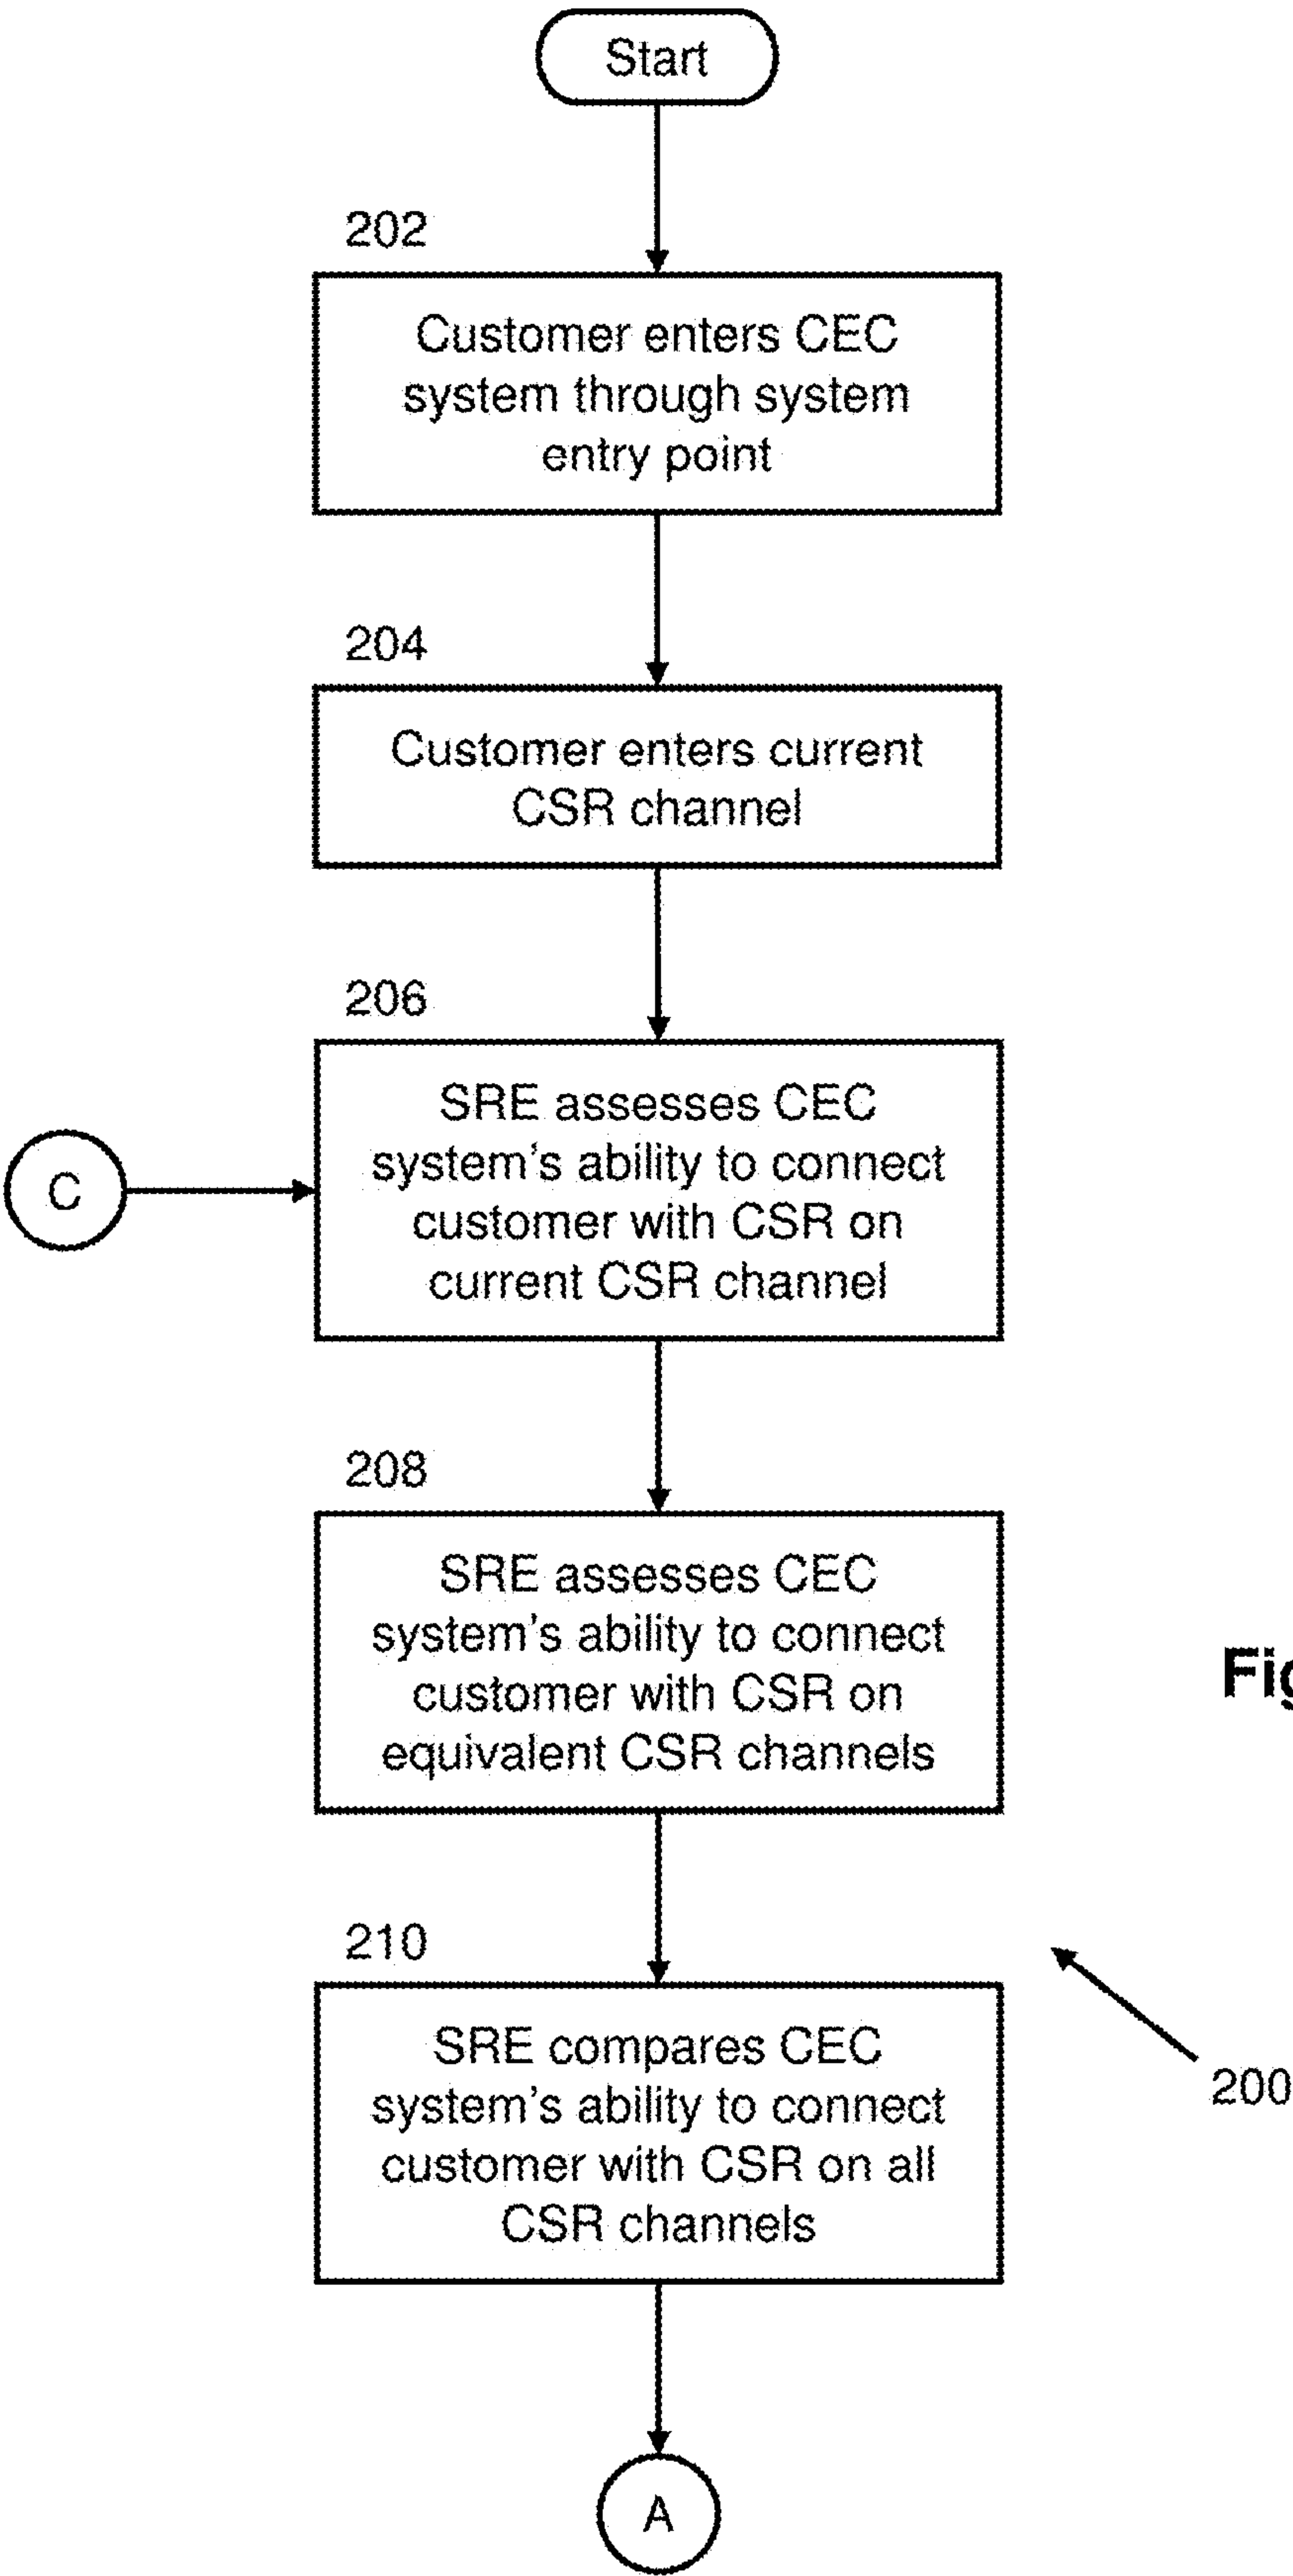 Start
202
Customer enters CEC
system through system
entry point
204
Customer enters current
CSR channel
206
SRE assesses CEC
system's ability to connect
customer with CSR on
current CSR channel
C
208
SRE assesses CEC
system's ability to connect
customer with CSR on
equivalent CSR channels
210
SRE compares CEC
system's ability to connect
customer with CSR on all
CSR channels
200
A